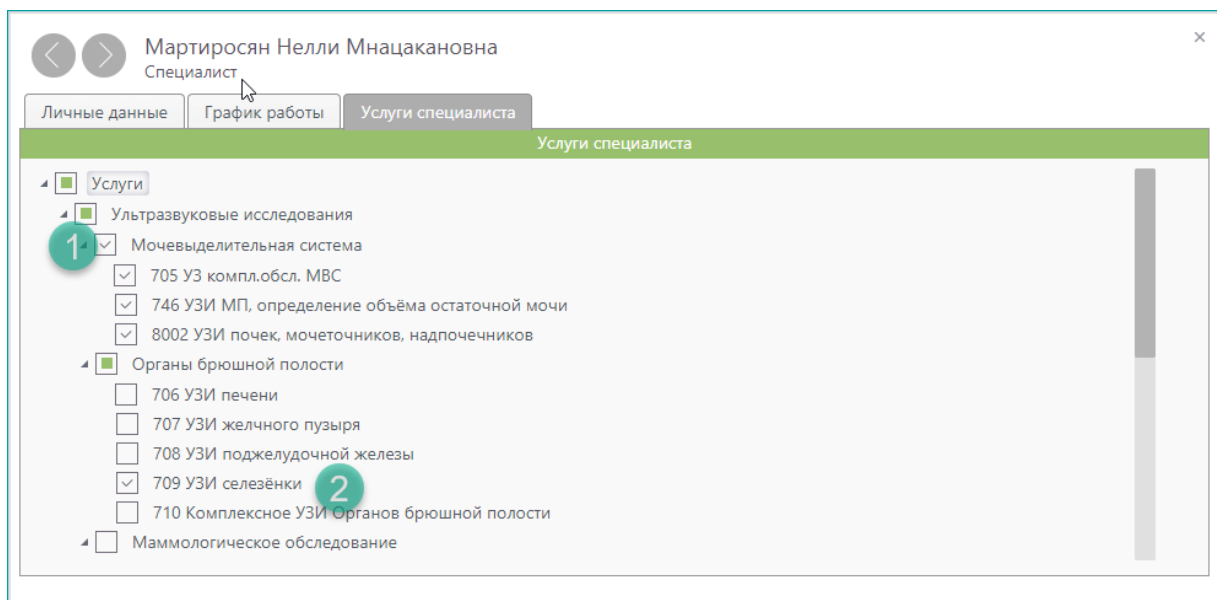 Мартиросян Нелли Мнацакановна
Специалист
Личные данные График работы Услуги специалиста
Услуги специалиста
Услуги
Ультразвуковые исследования
1 Мочевыделительная система
705 УЗ компл.обсл. МВС
746 УЗИ МП, определение объёма остаточной мочи
8002 УЗИ почек, мочеточников, надпочечников
Органы брюшной полости
706 УЗИ печени
707 УЗИ желчного пузыря
708 УЗИ поджелудочной железы
709 УЗИ селезёнки 2
710 Комплексное УЗИ Органов брюшной полости
Маммологическое обследование